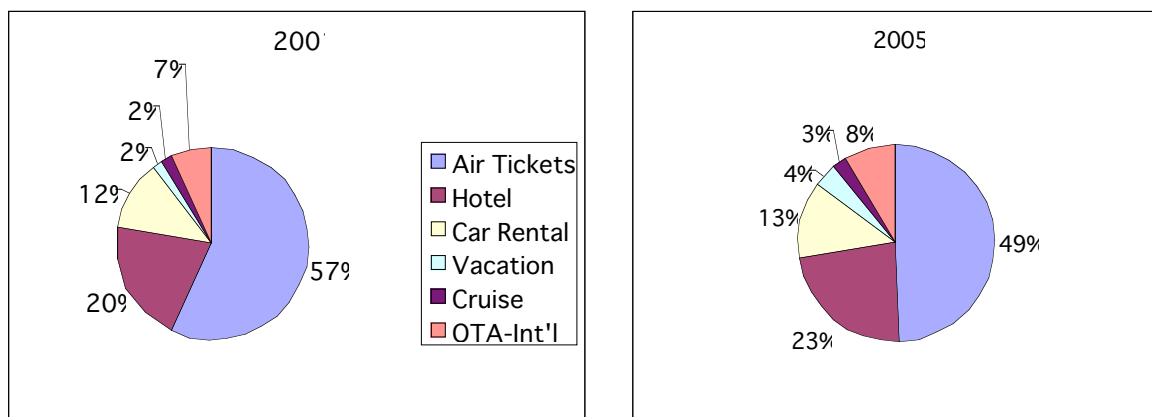 7%
2%
2%
12%
57%
20%
Air Tickets
Hotel
Car Rental
Vacation
Cruise
OTA-Int'l
2005
3% 8%
4%
13%
49%
23%